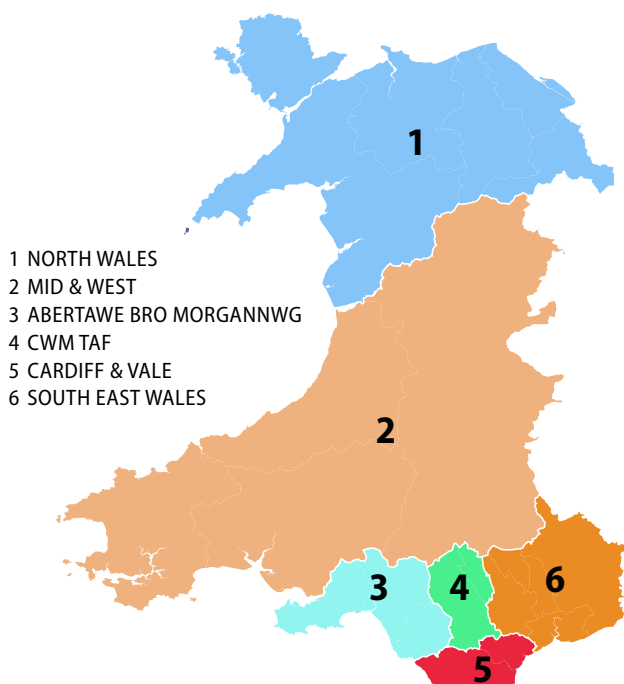 1
1 NORTH WALES
2 MID & WEST
3 ABERTAWE BRO MORGANNWG
4 CWM TAF
5 CARDIFF & VALE
6 SOUTH EAST WALES
2
3
4
6
5